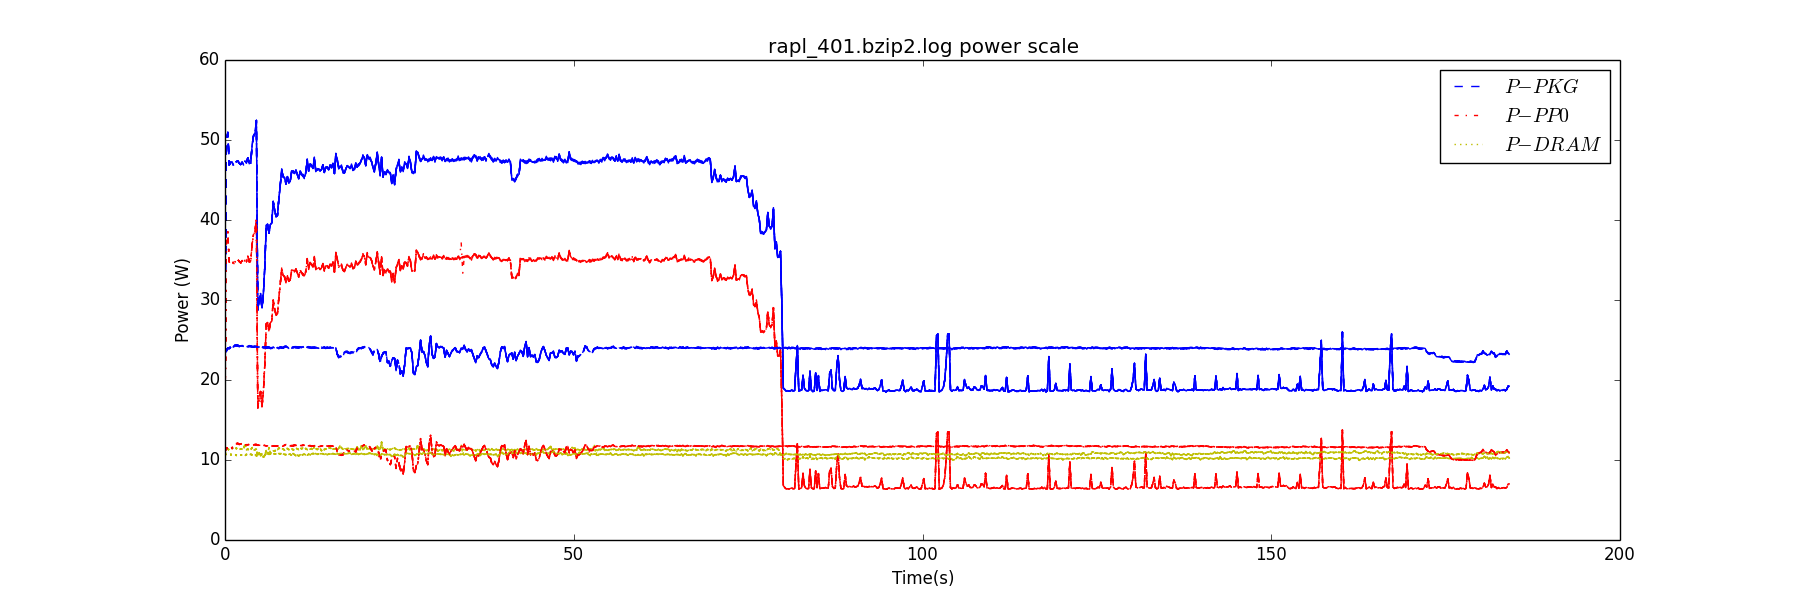 rapl_401.bzip2.log power scale
P-PKG
P-PP0
P-DRAM
Power (W)
60
50
40
30
20
10
0
0 50 100 150 200
Time(s)